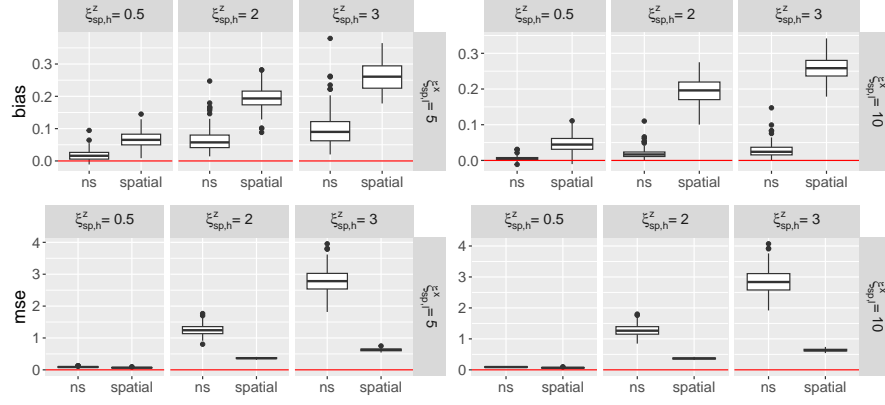 ξ^z_sp,h = 0.5
ξ^z_sp,h = 2
ξ^z_sp,h = 3
bias
0.3
0.2
0.1
0.0
ξ^x_sp,l = 5
ns spatial
ns spatial
ns spatial
ξ^z_sp,h = 0.5
ξ^z_sp,h = 2
ξ^z_sp,h = 3
0.3
0.2
0.1
0.0
ξ^x_sp,l = 10
ns spatial
ns spatial
ns spatial
ξ^z_sp,h = 0.5
ξ^z_sp,h = 2
ξ^z_sp,h = 3
mse
4
3
2
1
0
ξ^x_sp,l = 5
ns spatial
ns spatial
ns spatial
ξ^z_sp,h = 0.5
ξ^z_sp,h = 2
ξ^z_sp,h = 3
4
3
2
1
0
ξ^x_sp,l = 10
ns spatial
ns spatial
ns spatial